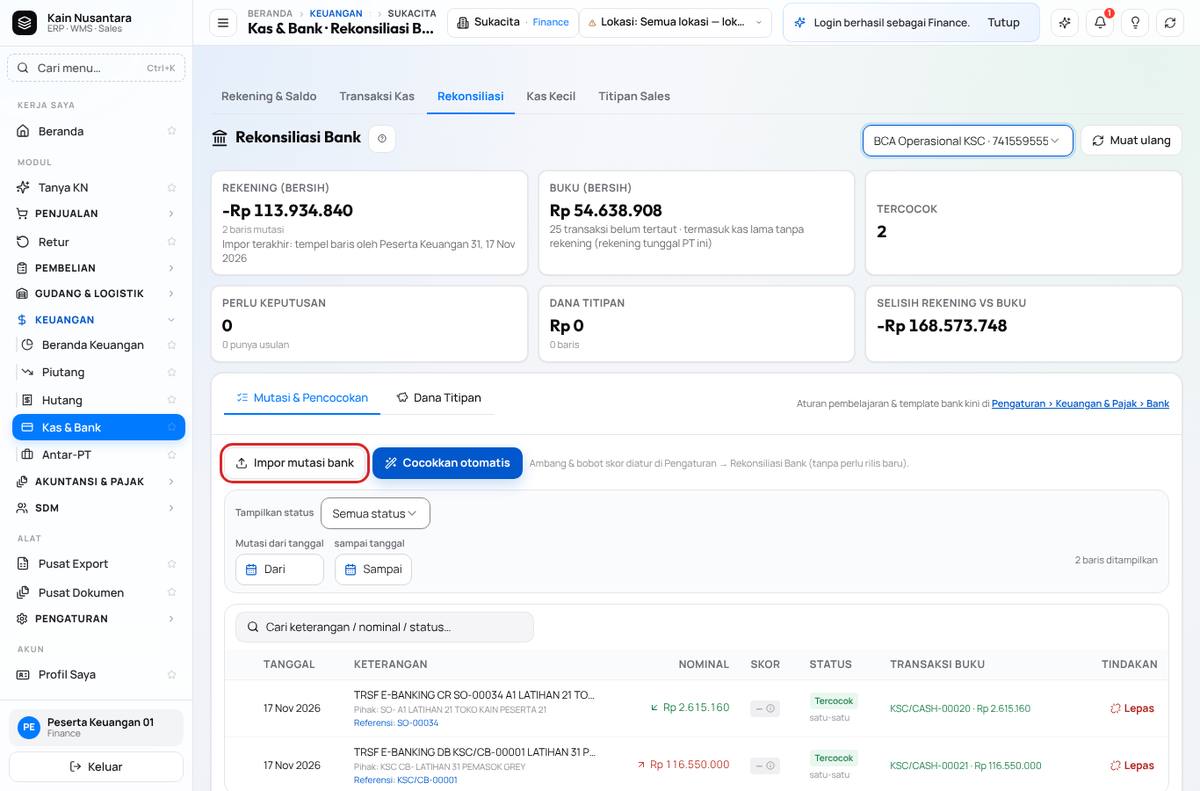 Kain Nusantara
ERP · WMS · Sales
Cari menu... Ctrl+K
KERJA SAYA
Beranda
MODUL
Tanya KN
PENJUALAN
Retur
PEMBELIAN
GUDANG & LOGISTIK
KEUANGAN
Beranda Keuangan
Piutang
Hutang
Kas & Bank
Antar-PT
AKUNTANSI & PAJAK
SDM
ALAT
Pusat Export
Pusat Dokumen
PENGATURAN
AKUN
Profil Saya
PE Peserta Keuangan 01
Finance
Keluar
BERANDA > KEUANGAN > SUKACITA
Kas & Bank · Rekonsiliasi B...
Sukacita · Finance
Lokasi: Semua lokasi — lok...
Login berhasil sebagai Finance. Tutup
1
Rekening & Saldo Transaksi Kas Rekonsiliasi Kas Kecil Titipan Sales
Rekonsiliasi Bank
BCA Operasional KSC · 741559555
Muat ulang
REKENING (BERSIH)
-Rp 113.934.840
2 baris mutasi
Impor terakhir: tempel baris oleh Peserta Keuangan 31, 17 Nov
2026
BUKU (BERSIH)
Rp 54.638.908
25 transaksi belum tertaut · termasuk kas lama tanpa
rekening (rekening tunggal PT ini)
TERCOCOK
2
PERLU KEPUTUSAN
0
0 punya usulan
DANA TITIPAN
Rp 0
0 baris
SELISIH REKENING VS BUKU
-Rp 168.573.748
Mutasi & Pencocokan Dana Titipan
Aturan pembelajaran & template bank kini di Pengaturan > Keuangan & Pajak > Bank
Impor mutasi bank
Cocokkan otomatis
Ambang & bobot skor diatur di Pengaturan → Rekonsiliasi Bank (tanpa perlu rilis baru).
Tampilkan status Semua status
Mutasi dari tanggal sampai tanggal
Dari Sampai
2 baris ditampilkan
Cari keterangan / nominal / status...
TANGGAL KETERANGAN NOMINAL SKOR STATUS TRANSAKSI BUKU TINDAKAN
17 Nov 2026
TRSF E-BANKING CR SO-00034 A1 LATIHAN 21 TO...
Pihak: SO- A1 LATIHAN 21 TOKO KAIN PESERTA 21
Referensi: SO-00034
Rp 2.615.160
—
Tercocok
satu-satu
KSC/CASH-00020 · Rp 2.615.160
Lepas
17 Nov 2026
TRSF E-BANKING DB KSC/CB-00001 LATIHAN 31 P...
Pihak: KSC CB- LATIHAN 31 PEMASOK GREY
Referensi: KSC/CB-00001
Rp 116.550.000
—
Tercocok
satu-satu
KSC/CASH-00021 · Rp 116.550.000
Lepas